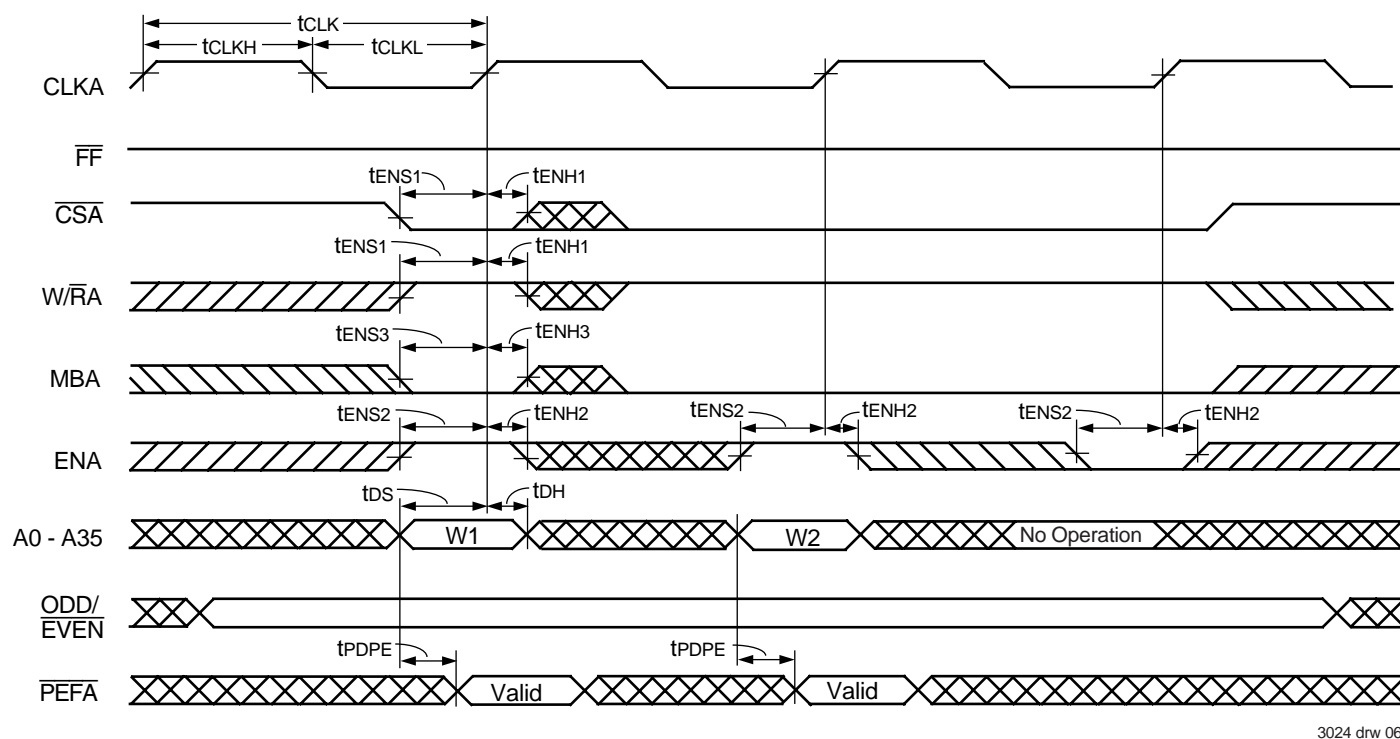 tCLK
tCLKH tCLKL
CLKA
FF
tENS1 tENH1
CSA
tENS1 tENH1
W/RA
tENS3 tENH3
MBA
tENS2 tENH2 tENS2 tENH2 tENS2 tENH2
ENA
tDS tDH
A0 - A35 W1 W2 No Operation
ODD/
EVEN
tPDPE tPDPE
PEFA Valid Valid
3024 drw 06